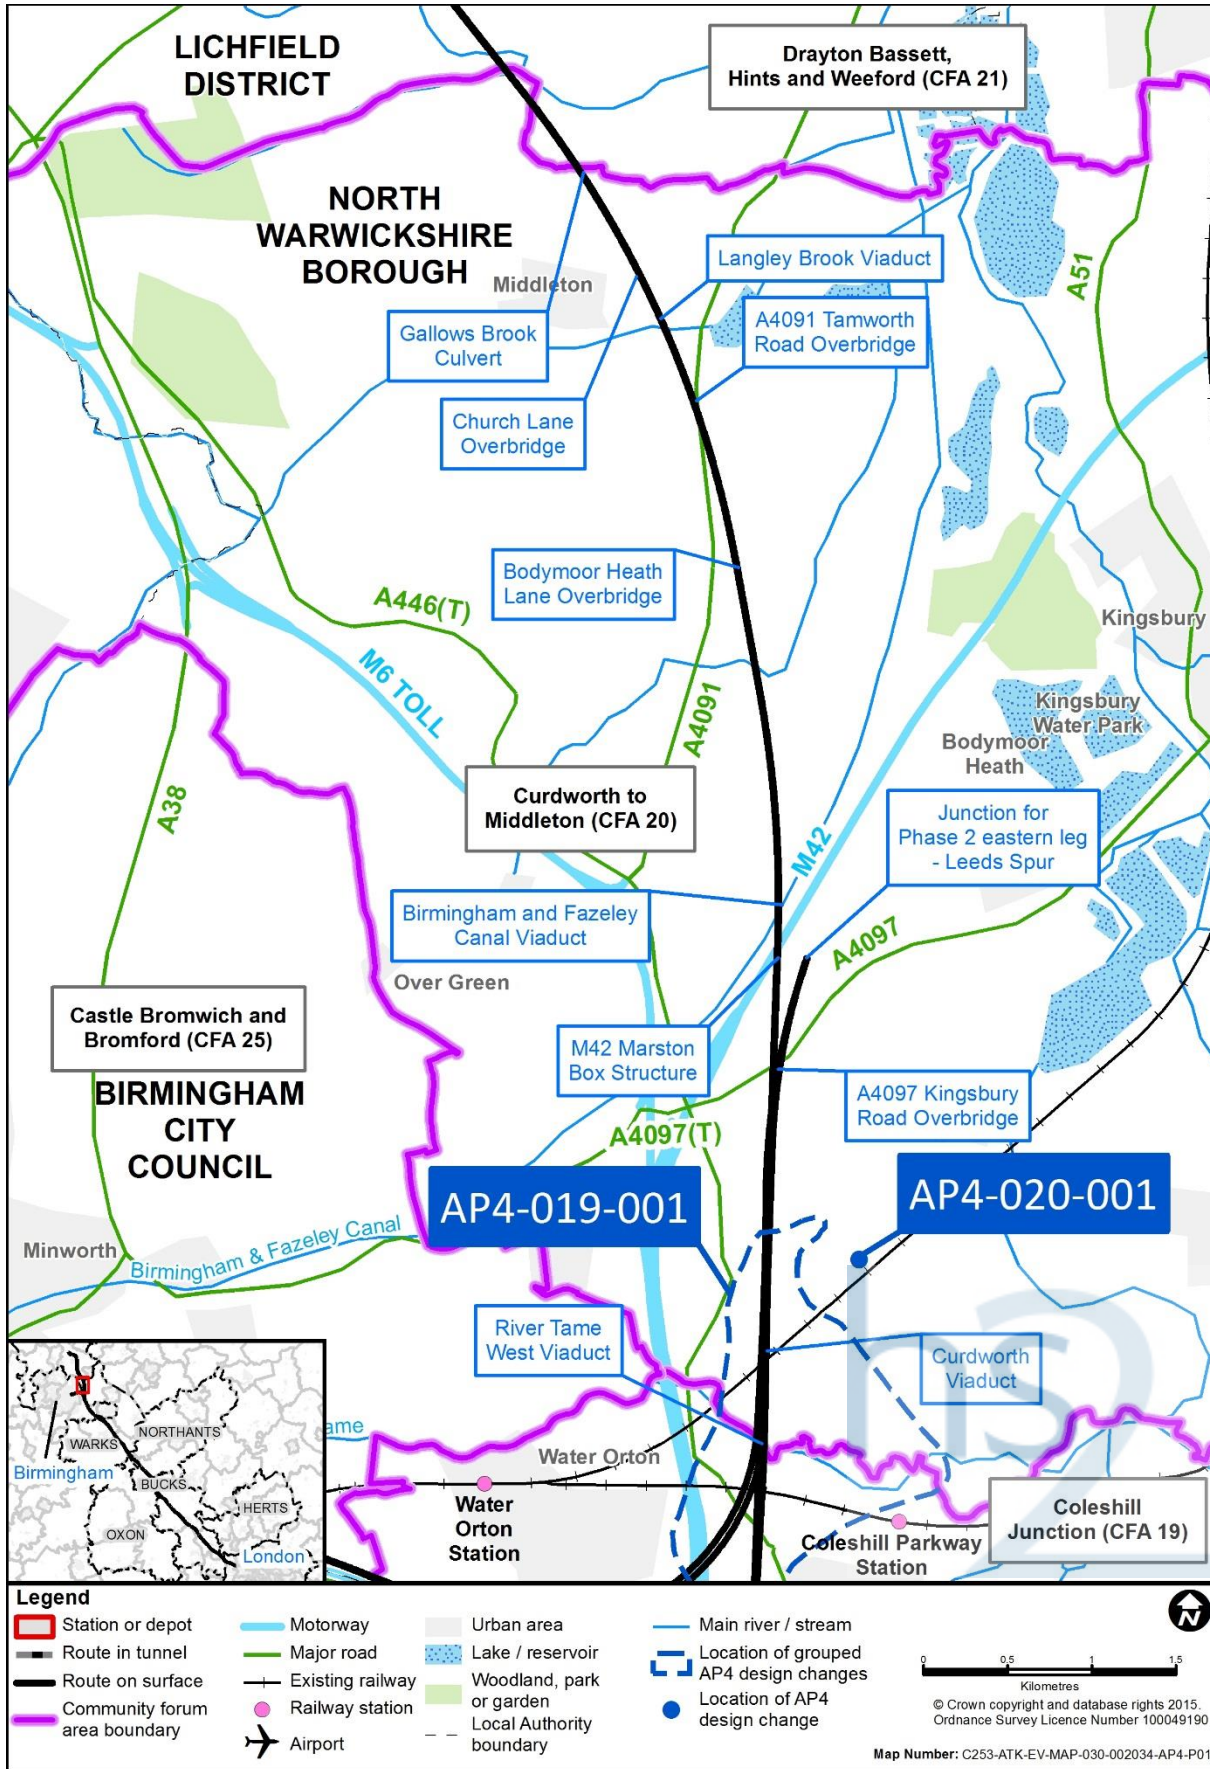 LICHFIELD
DISTRICT
Drayton Bassett,
Hints and Weeford (CFA 21)
NORTH
WARWICKSHIRE
BOROUGH
Middleton
Langley Brook Viaduct
A51
Gallows Brook
Culvert
A4091 Tamworth
Road Overbridge
Church Lane
Overbridge
Bodymoor Heath
Lane Overbridge
A446(T)
Kingsbury
M6 TOLL
A4091
Kingsbury
Water Park
Bodymoor
Heath
A38
Curdworth to
Middleton (CFA 20)
Junction for
Phase 2 eastern leg
- Leeds Spur
M42
Birmingham and Fazeley
Canal Viaduct
A4097
Over Green
Castle Bromwich and
Bromford (CFA 25)
M42 Marston
Box Structure
A4097 Kingsbury
Road Overbridge
BIRMINGHAM
CITY
COUNCIL
A4097(T)
AP4-019-001
AP4-020-001
Minworth
Birmingham & Fazeley Canal
hs2
River Tame
West Viaduct
Curdworth
Viaduct
ame
Water Orton
Water
Orton
Station
Coleshill Parkway
Station
Coleshill
Junction (CFA 19)
NORTHANTS
WARKS
Birmingham
BUCKS
HERTS
OXON
London
Legend
Station or depot
Route in tunnel
Route on surface
Community forum
area boundary
Motorway
Major road
Existing railway
Railway station
Airport
Urban area
Lake / reservoir
Woodland, park
or garden
Local Authority
boundary
Main river / stream
Location of grouped
AP4 design changes
Location of AP4
design change
N
0 0.5 1 1.5
Kilometres
© Crown copyright and database rights 2015.
Ordnance Survey Licence Number 100049190
Map Number: C253-ATK-EV-MAP-030-002034-AP4-P01